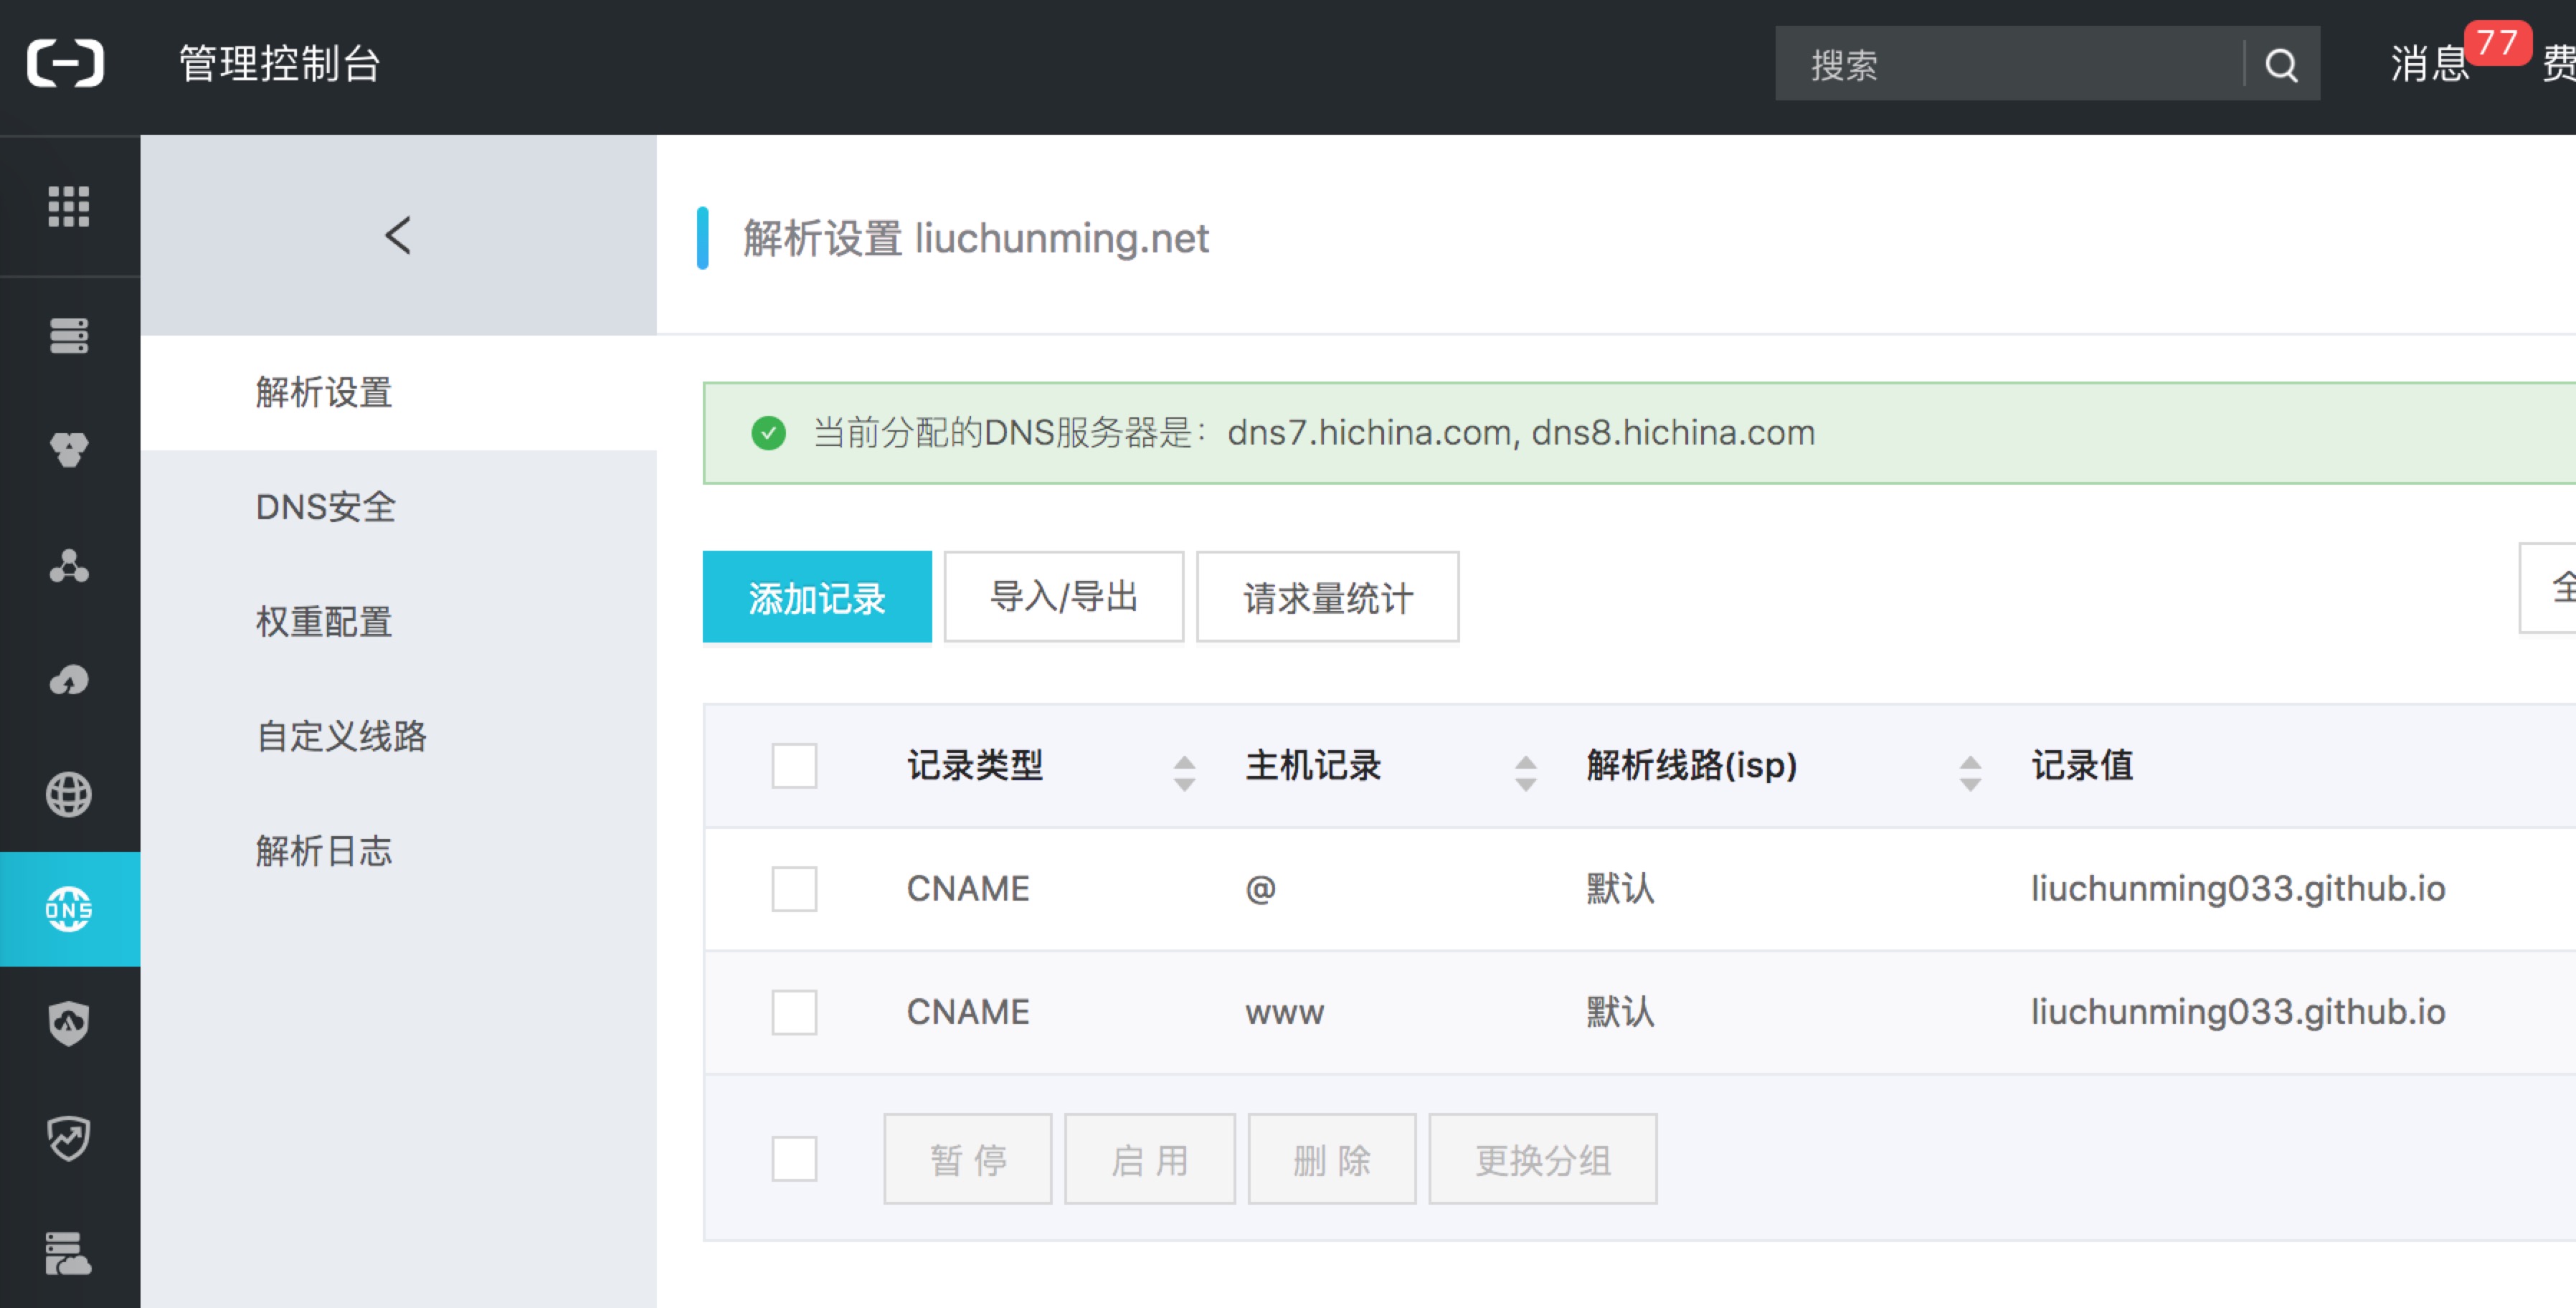 管理控制台
搜索
消息 77 费
解析设置 liuchunming.net
解析设置
DNS安全
权重配置
自定义线路
解析日志
DNS
当前分配的DNS服务器是：dns7.hichina.com, dns8.hichina.com
添加记录 导入/导出 请求量统计 全
记录类型 主机记录 解析线路(isp) 记录值
CNAME @ 默认 liuchunming033.github.io
CNAME www 默认 liuchunming033.github.io
暂 停 启 用 删 除 更换分组